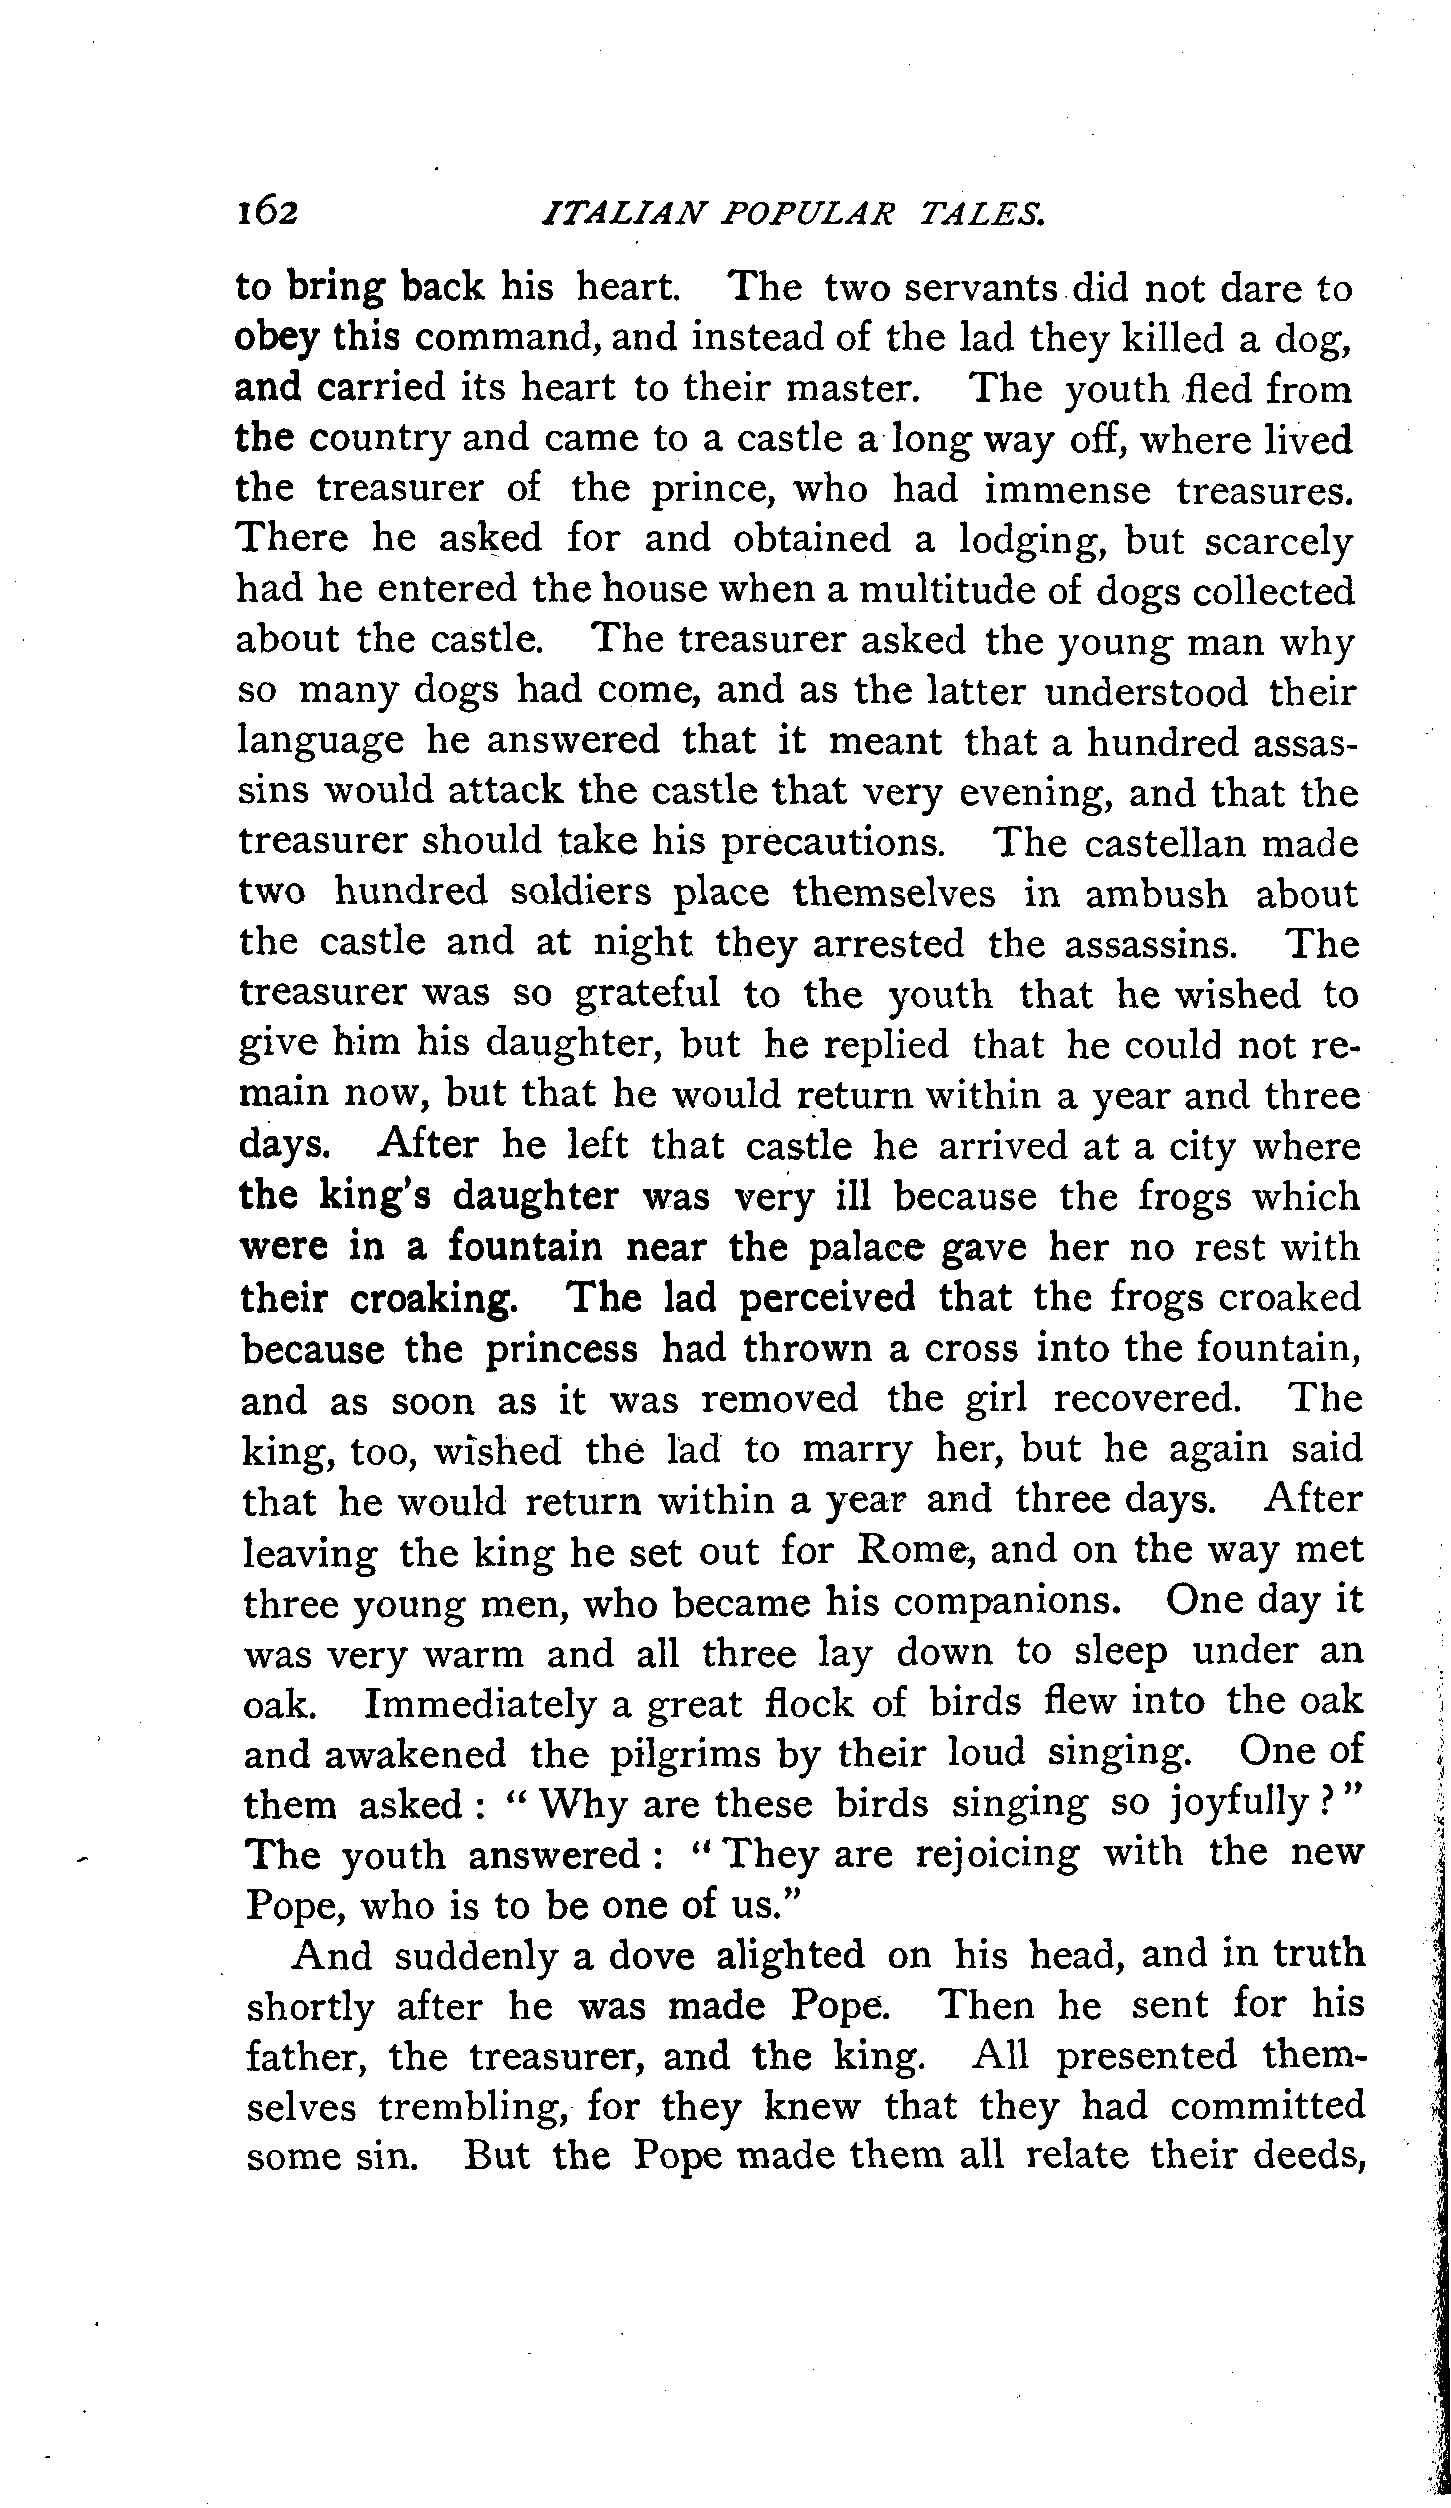 162 ITALIAN POPULAR TALES.
to bring back his heart. The two servants did not dare to
obey this command, and instead of the lad they killed a dog,
and carried its heart to their master. The youth fled from
the country and came to a castle a long way off, where lived
the treasurer of the prince, who had immense treasures.
There he asked for and obtained a lodging, but scarcely
had he entered the house when a multitude of dogs collected
about the castle. The treasurer asked the young man why
so many dogs had come, and as the latter understood their
language he answered that it meant that a hundred assas-
sins would attack the castle that very evening, and that the
treasurer should take his precautions. The castellan made
two hundred soldiers place themselves in ambush about
the castle and at night they arrested the assassins. The
treasurer was so grateful to the youth that he wished to
give him his daughter, but he replied that he could not re-
main now, but that he would return within a year and three
days. After he left that castle he arrived at a city where
the king's daughter was very ill because the frogs which
were in a fountain near the palace gave her no rest with
their croaking. The lad perceived that the frogs croaked
because the princess had thrown a cross into the fountain,
and as soon as it was removed the girl recovered. The
king, too, wished the lad to marry her, but he again said
that he would return within a year and three days. After
leaving the king he set out for Rome, and on the way met
three young men, who became his companions. One day it
was very warm and all three lay down to sleep under an
oak. Immediately a great flock of birds flew into the oak
and awakened the pilgrims by their loud singing. One of
them asked : " Why are these birds singing so joyfully ? "
The youth answered : " They are rejoicing with the new
Pope, who is to be one of us."
And suddenly a dove alighted on his head, and in truth
shortly after he was made Pope. Then he sent for his
father, the treasurer, and the king. All presented them-
selves trembling, for they knew that they had committed
some sin. But the Pope made them all relate their deeds,